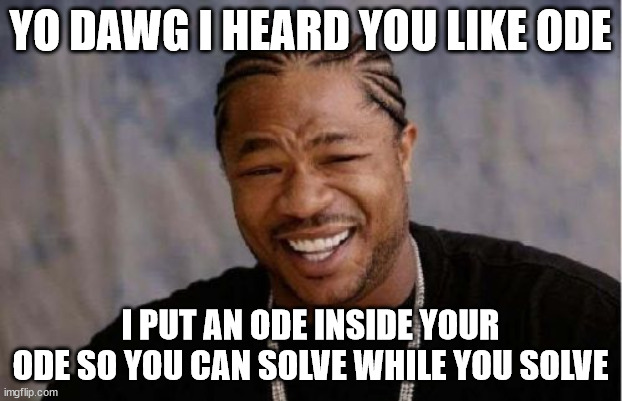 YO DAWG I HEARD YOU LIKE ODE
I PUT AN ODE INSIDE YOUR
ODE SO YOU CAN SOLVE WHILE YOU SOLVE
imgflip.com